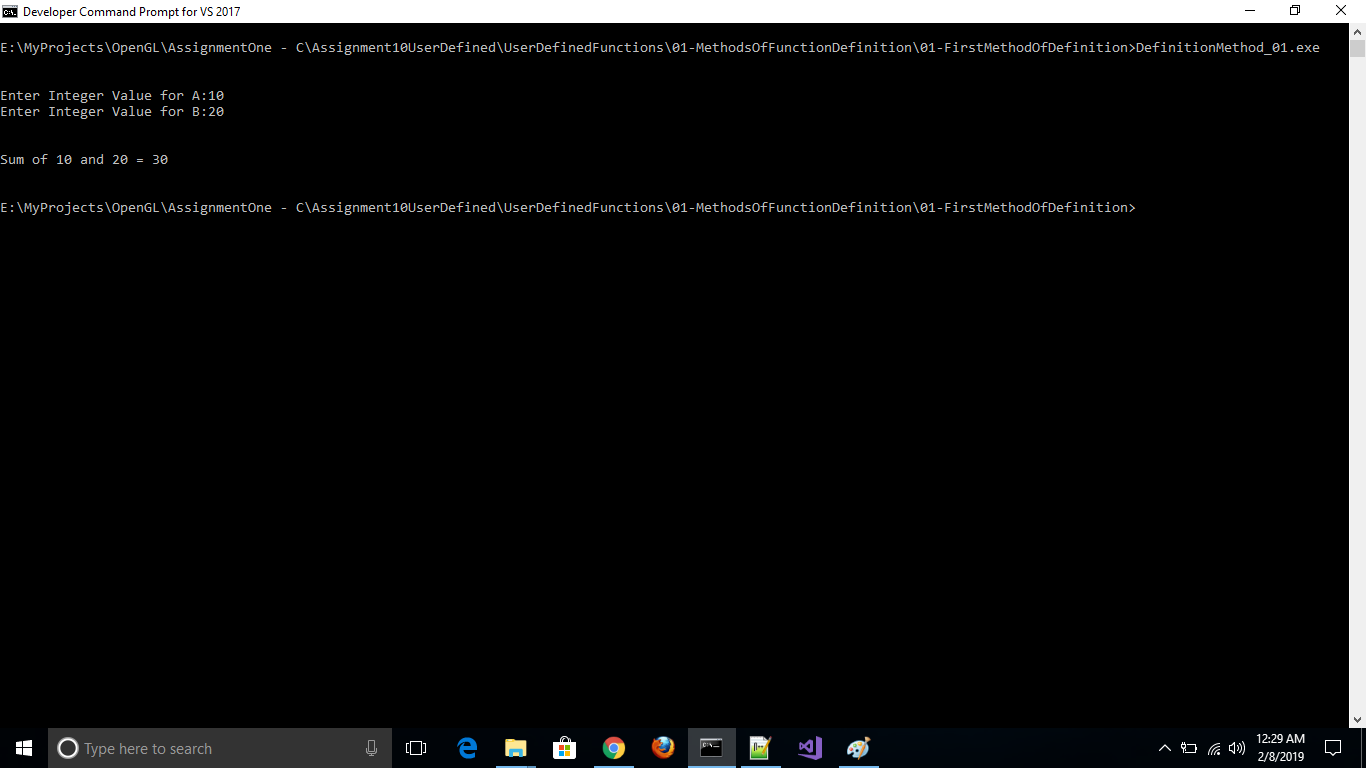 Developer Command Prompt for VS 2017
E:\MyProjects\OpenGL\AssignmentOne - C\Assignment10UserDefined\UserDefinedFunctions\01-MethodsOfFunctionDefinition\01-FirstMethodOfDefinition>DefinitionMethod_01.exe
Enter Integer Value for A:10
Enter Integer Value for B:20
Sum of 10 and 20 = 30
E:\MyProjects\OpenGL\AssignmentOne - C\Assignment10UserDefined\UserDefinedFunctions\01-MethodsOfFunctionDefinition\01-FirstMethodOfDefinition>
Type here to search
12:29 AM
2/8/2019